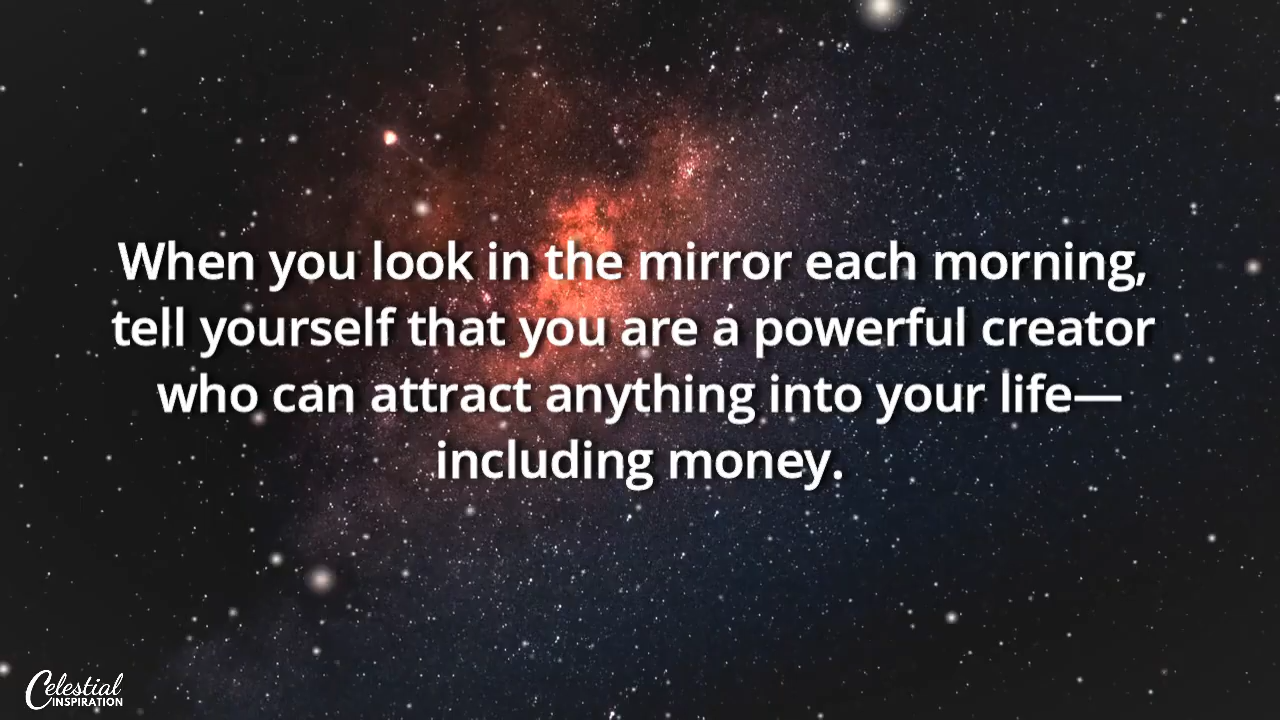 When you look in the mirror each morning,
tell yourself that you are a powerful creator
who can attract anything into your life—
including money.
Celestial
INSPIRATION